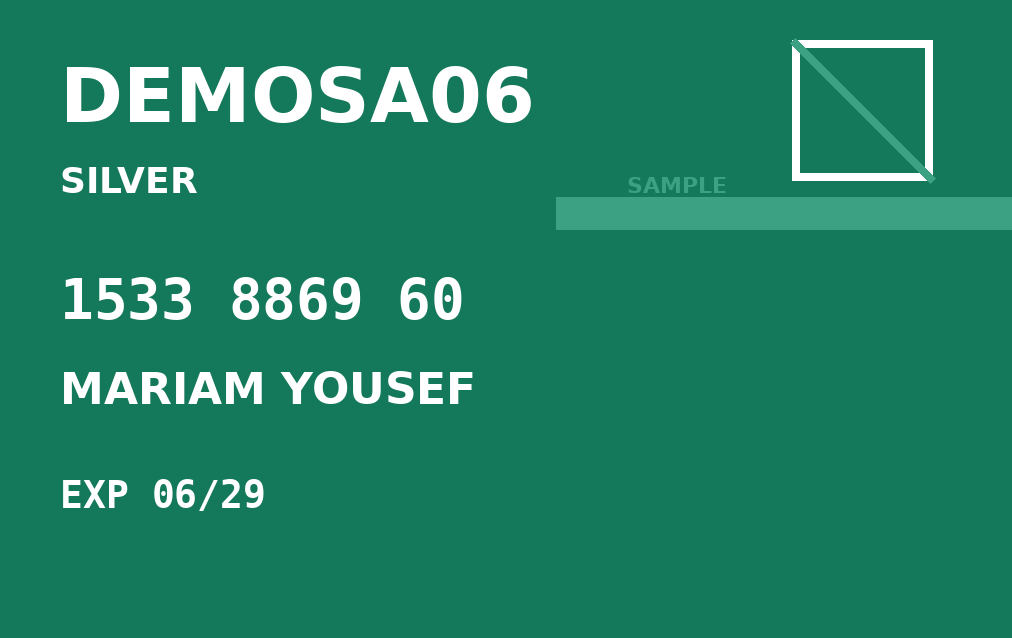 DEMOSA06
SILVER
SAMPLE
1533 8869 60
MARIAM YOUSEF
EXP 06/29